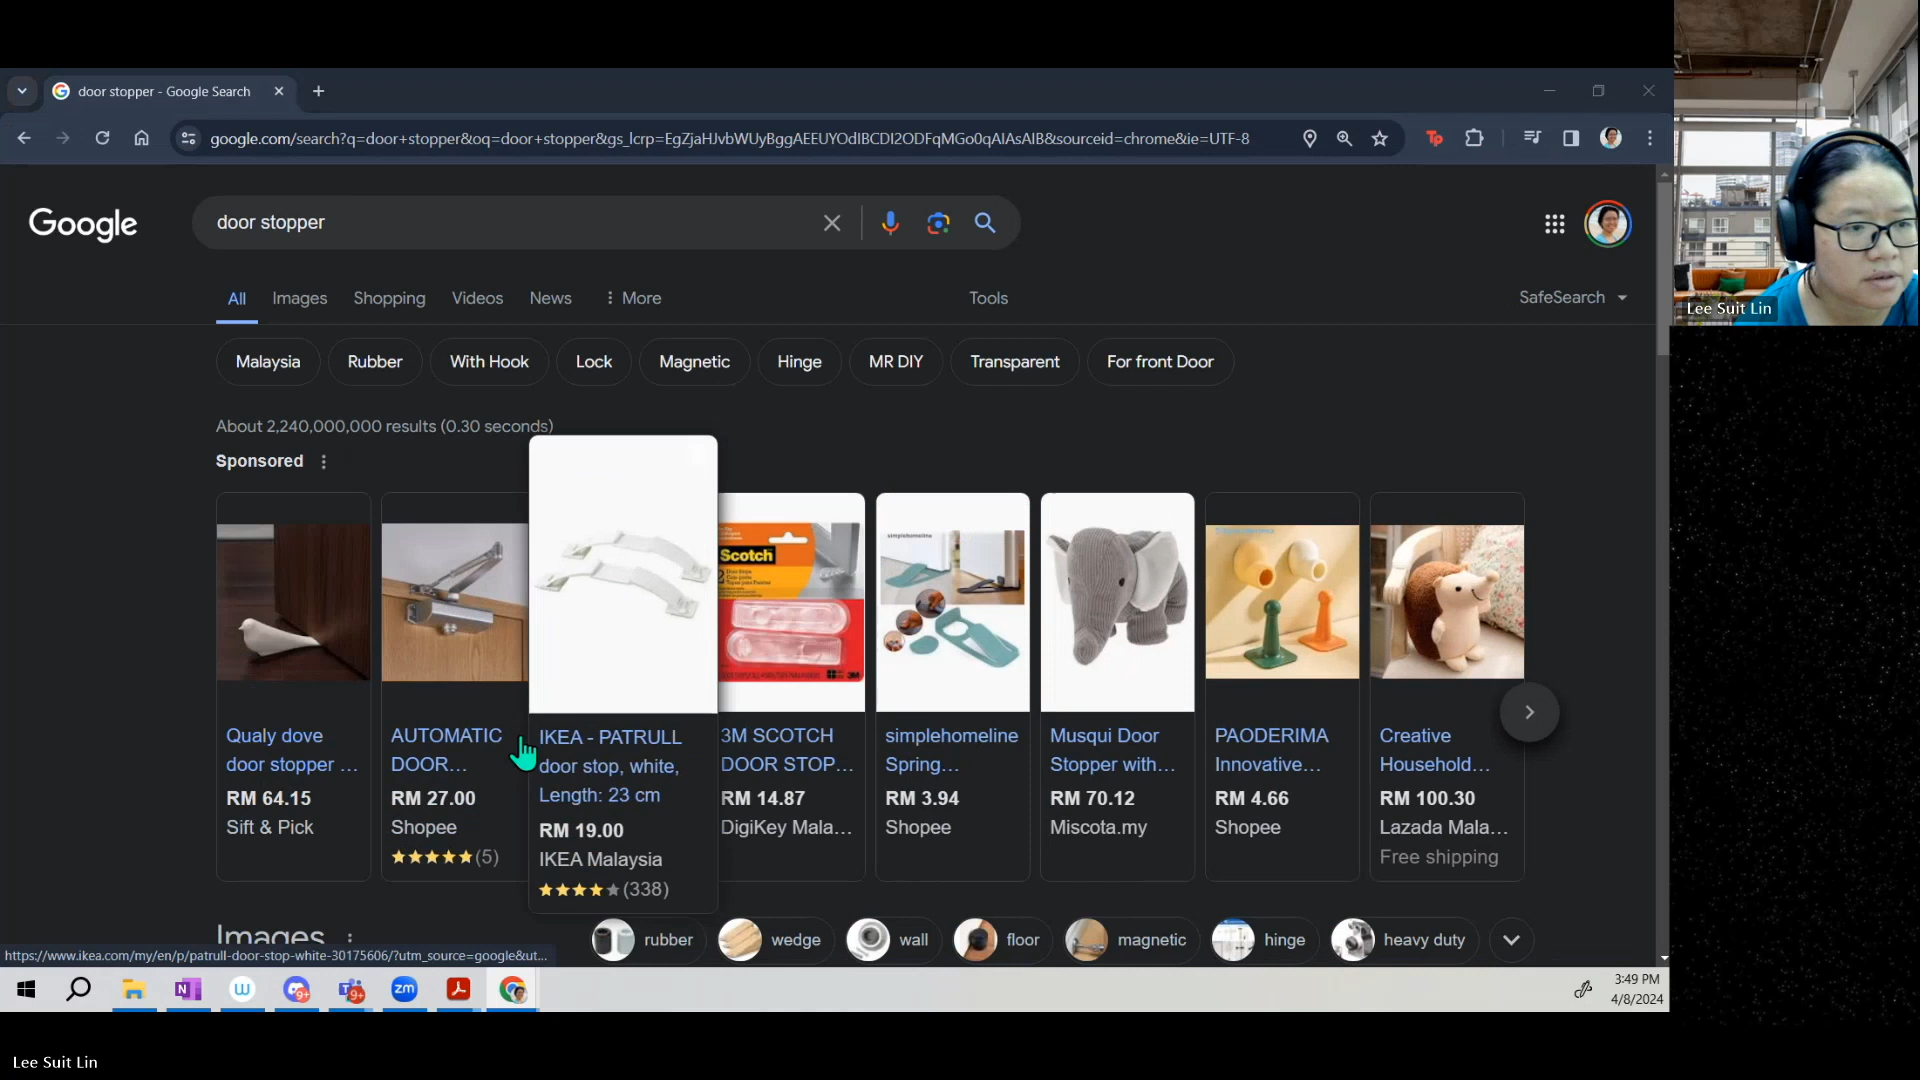 door stopper - Google Search
google.com/search?q=door+stopper&oq=door+stopper&gs_lcrp=EgZjaHJvbWUyBggAEEUYOdIBCDI2ODFqMGo0qAIAsAIB&sourceid=chrome&ie=UTF-8
Google
door stopper
All
Images
Shopping
Videos
News
More
Tools
SafeSearch
Lee Suit Lin
Malaysia
Rubber
With Hook
Lock
Magnetic
Hinge
MR DIY
Transparent
For front Door
About 2,240,000,000 results (0.30 seconds)
Sponsored
Qualy dove
door stopper ...
RM 64.15
Sift & Pick
AUTOMATIC
DOOR...
RM 27.00
Shopee
(5)
IKEA - PATRULL
door stop, white,
Length: 23 cm
RM 19.00
IKEA Malaysia
(338)
Scotch
3M SCOTCH
DOOR STOP...
RM 14.87
DigiKey Mala...
simplehomeline
simplehomeline
Spring...
RM 3.94
Shopee
Musqui Door
Stopper with...
RM 70.12
Miscota.my
PAODERIMA
Innovative...
RM 4.66
Shopee
Creative
Household...
RM 100.30
Lazada Mala...
Free shipping
Images
rubber
wedge
wall
floor
magnetic
hinge
heavy duty
https://www.ikea.com/my/en/p/patrull-door-stop-white-30175606/?utm_source=google&ut...
3:49 PM
4/8/2024
Lee Suit Lin